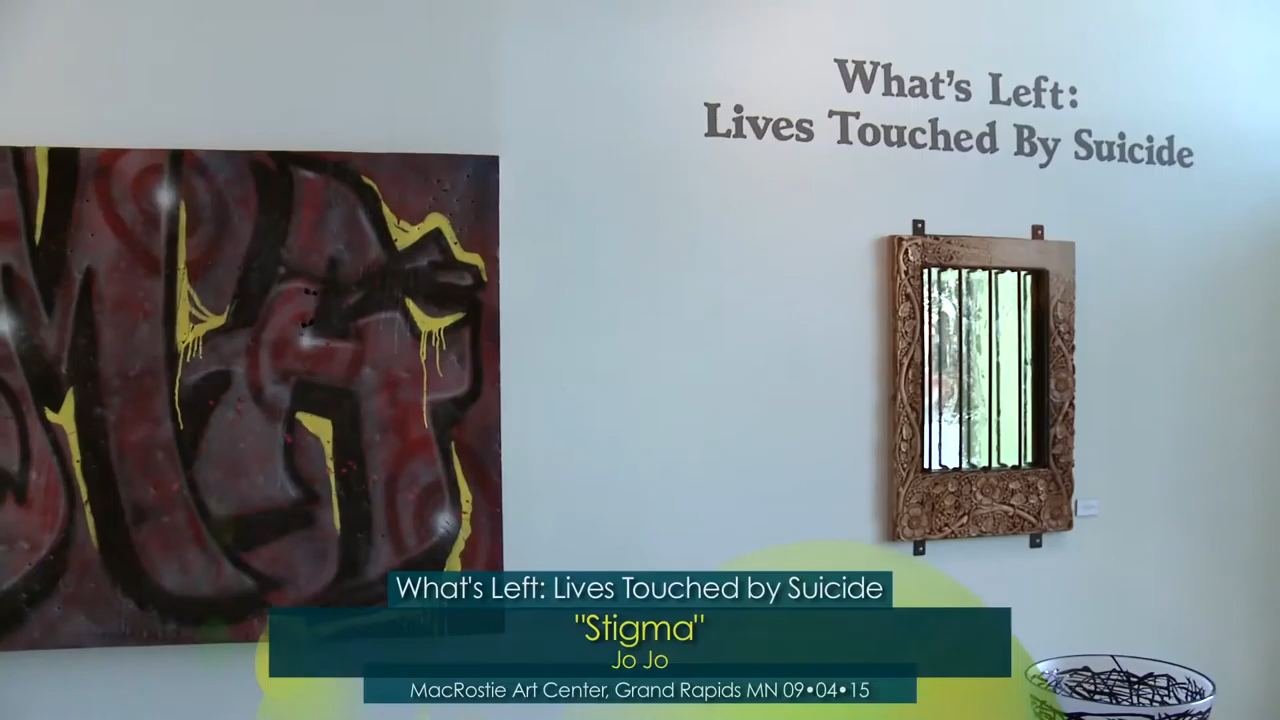 What's Left:
Lives Touched By Suicide
What's Left: Lives Touched by Suicide
"Stigma"
Jo Jo
MacRostie Art Center, Grand Rapids MN 09•04•15